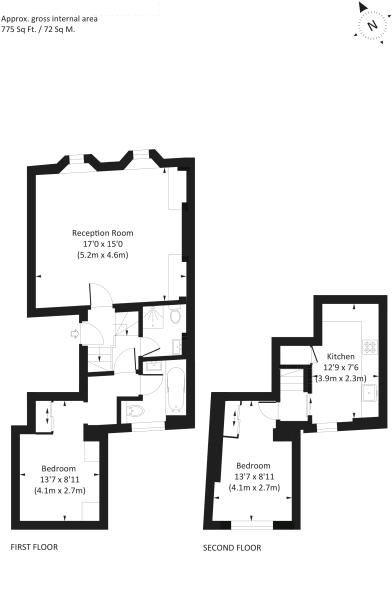 Approx. gross internal area
775 Sq Ft. / 72 Sq M.
N
Reception Room
17'0 x 15'0
(5.2m x 4.6m)
Kitchen
12'9 x 7'6
(3.9m x 2.3m)
Bedroom
13'7 x 8'11
(4.1m x 2.7m)
Bedroom
13'7 x 8'11
(4.1m x 2.7m)
FIRST FLOOR
SECOND FLOOR